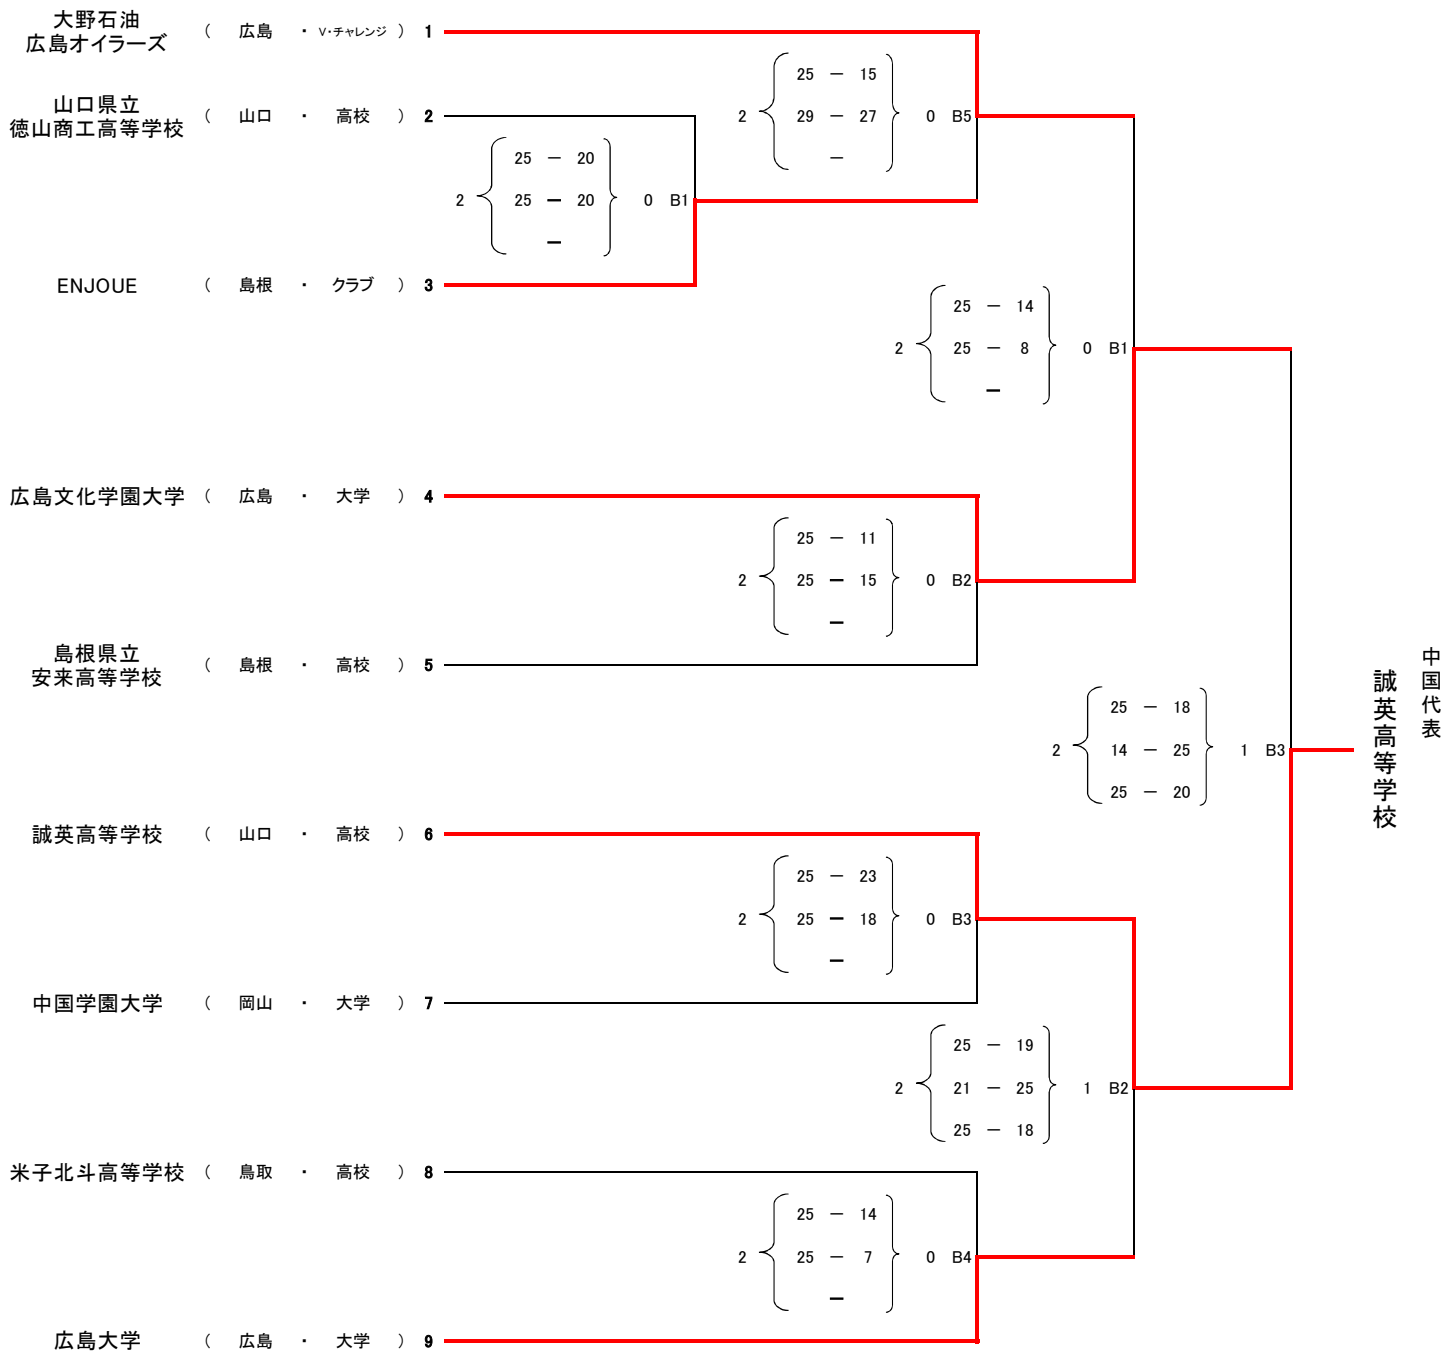 大野石油
広島オイラーズ （ 広島 ・ V・チャレンジ ） 1
25 － 15
山口県立
徳山商工高等学校 （ 山口 ・ 高校 ） 2
2 29 － 27 0 B5
－
25 － 20
2 25 － 20 0 B1
－
ENJOUE （ 島根 ・ クラブ ） 3
25 － 14
2 25 － 8 0 B1
－
広島文化学園大学 （ 広島 ・ 大学 ） 4
25 － 11
2 25 － 15 0 B2
－
島根県立
安来高等学校 （ 島根 ・ 高校 ） 5
中国代表
誠英高等学校
25 － 18
2 14 － 25 1 B3
25 － 20
誠英高等学校 （ 山口 ・ 高校 ） 6
25 － 23
2 25 － 18 0 B3
－
中国学園大学 （ 岡山 ・ 大学 ） 7
25 － 19
2 21 － 25 1 B2
25 － 18
米子北斗高等学校 （ 鳥取 ・ 高校 ） 8
25 － 14
2 25 － 7 0 B4
－
広島大学 （ 広島 ・ 大学 ） 9